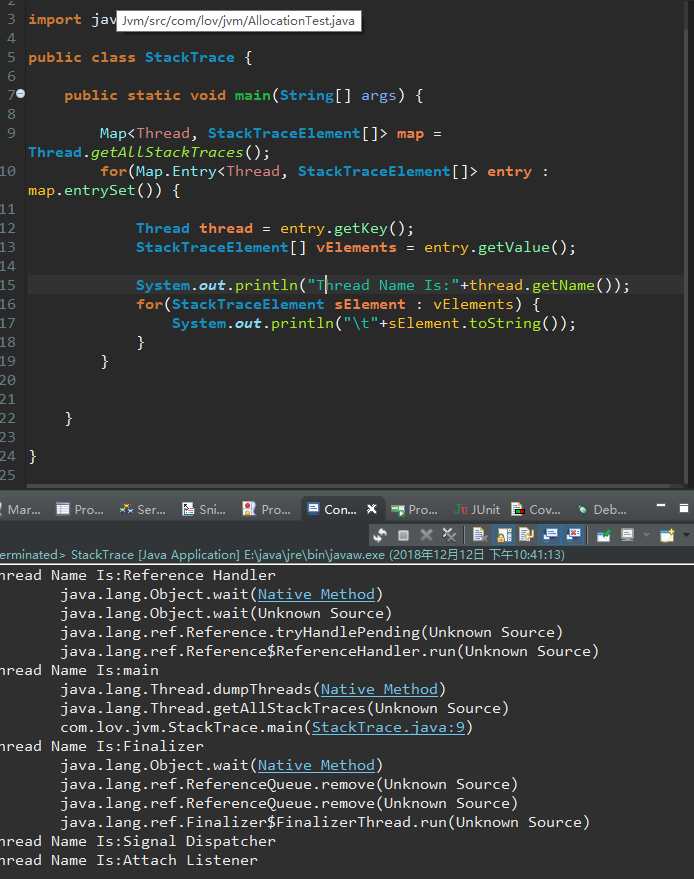 2
3 import jav
Jvm/src/com/lov/jvm/AllocationTest.java
4
5 public class StackTrace {
6
7 public static void main(String[] args) {
8
9 Map<Thread, StackTraceElement[]> map =
Thread.getAllStackTraces();
10 for(Map.Entry<Thread, StackTraceElement[]> entry :
map.entrySet()) {
11
12 Thread thread = entry.getKey();
13 StackTraceElement[] vElements = entry.getValue();
14
15 System.out.println("Thread Name Is:"+thread.getName());
16 for(StackTraceElement sElement : vElements) {
17 System.out.println("\t"+sElement.toString());
18 }
19 }
20
21
22 }
23
24 }
25
Mar... Pro... Ser... Sni... Pro... Con... Pro... JU JUnit Cov... Deb...
erminated> StackTrace [Java Application] E:\java\jre\bin\javaw.exe (2018年12月12日 下午10:41:13)
hread Name Is:Reference Handler
java.lang.Object.wait(Native Method)
java.lang.Object.wait(Unknown Source)
java.lang.ref.Reference.tryHandlePending(Unknown Source)
java.lang.ref.Reference$ReferenceHandler.run(Unknown Source)
hread Name Is:main
java.lang.Thread.dumpThreads(Native Method)
java.lang.Thread.getAllStackTraces(Unknown Source)
com.lov.jvm.StackTrace.main(StackTrace.java:9)
hread Name Is:Finalizer
java.lang.Object.wait(Native Method)
java.lang.ref.ReferenceQueue.remove(Unknown Source)
java.lang.ref.ReferenceQueue.remove(Unknown Source)
java.lang.ref.Finalizer$FinalizerThread.run(Unknown Source)
hread Name Is:Signal Dispatcher
hread Name Is:Attach Listener